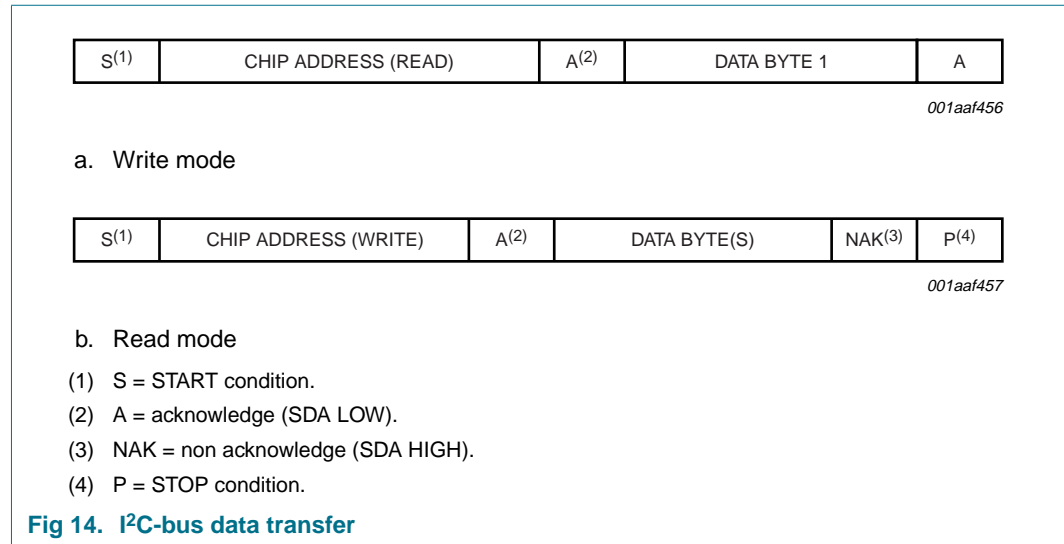 S(1) CHIP ADDRESS (READ) A(2) DATA BYTE 1 A
001aaf456
a. Write mode
S(1) CHIP ADDRESS (WRITE) A(2) DATA BYTE(S) NAK(3) P(4)
001aaf457
b. Read mode
(1) S = START condition.
(2) A = acknowledge (SDA LOW).
(3) NAK = non acknowledge (SDA HIGH).
(4) P = STOP condition.
Fig 14. I2C-bus data transfer